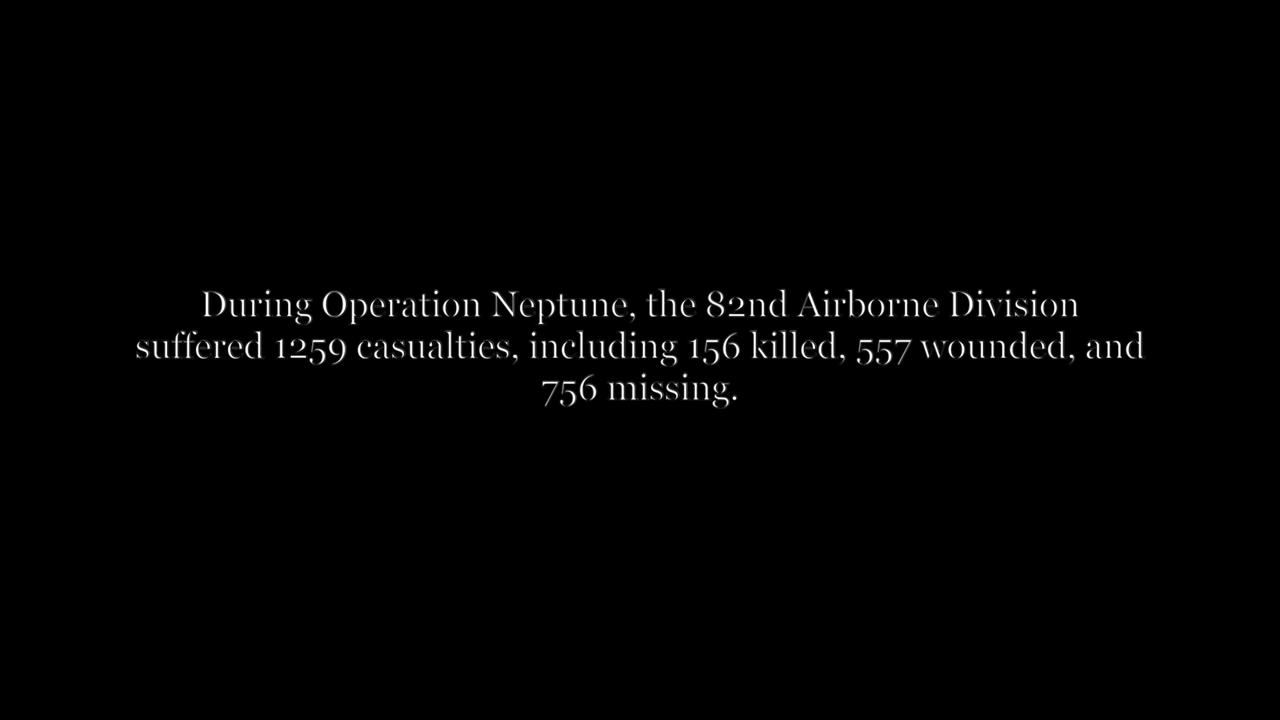 During Operation Neptune, the 82nd Airborne Division
suffered 1259 casualties, including 156 killed, 557 wounded, and
756 missing.